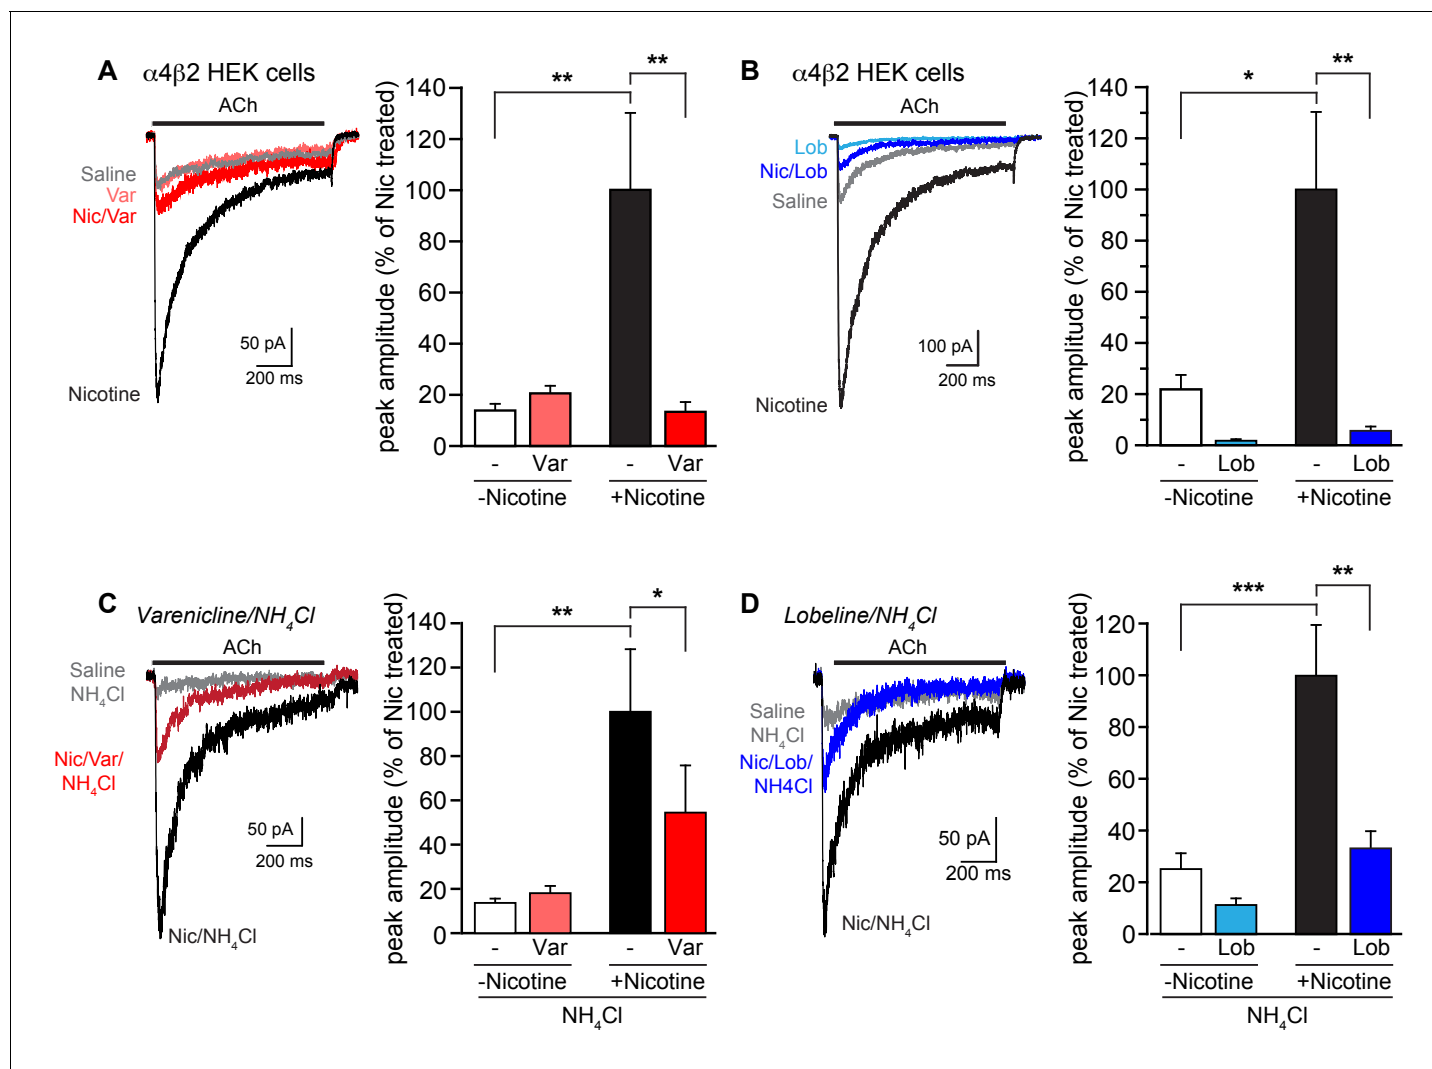 A α4β2 HEK cells
ACh
Saline
Var
Nic/Var
Nicotine
50 pA
200 ms
peak amplitude (% of Nic treated)
140
120
100
80
60
40
20
0
** **
- Var - Var
-Nicotine +Nicotine
B α4β2 HEK cells
ACh
Lob
Nic/Lob
Saline
Nicotine
100 pA
200 ms
peak amplitude (% of Nic treated)
140
120
100
80
60
40
20
0
* **
- Lob - Lob
-Nicotine +Nicotine
C Varenicline/NH₄Cl
ACh
Saline
NH₄Cl
Nic/Var/
NH₄Cl
Nic/NH₄Cl
50 pA
200 ms
peak amplitude (% of Nic treated)
140
120
100
80
60
40
20
0
** *
- Var - Var
-Nicotine +Nicotine
NH₄Cl
D Lobeline/NH₄Cl
ACh
Saline
NH₄Cl
Nic/Lob/
NH4Cl
Nic/NH₄Cl
50 pA
200 ms
peak amplitude (% of Nic treated)
120
100
80
60
40
20
0
*** **
- Lob - Lob
-Nicotine +Nicotine
NH₄Cl